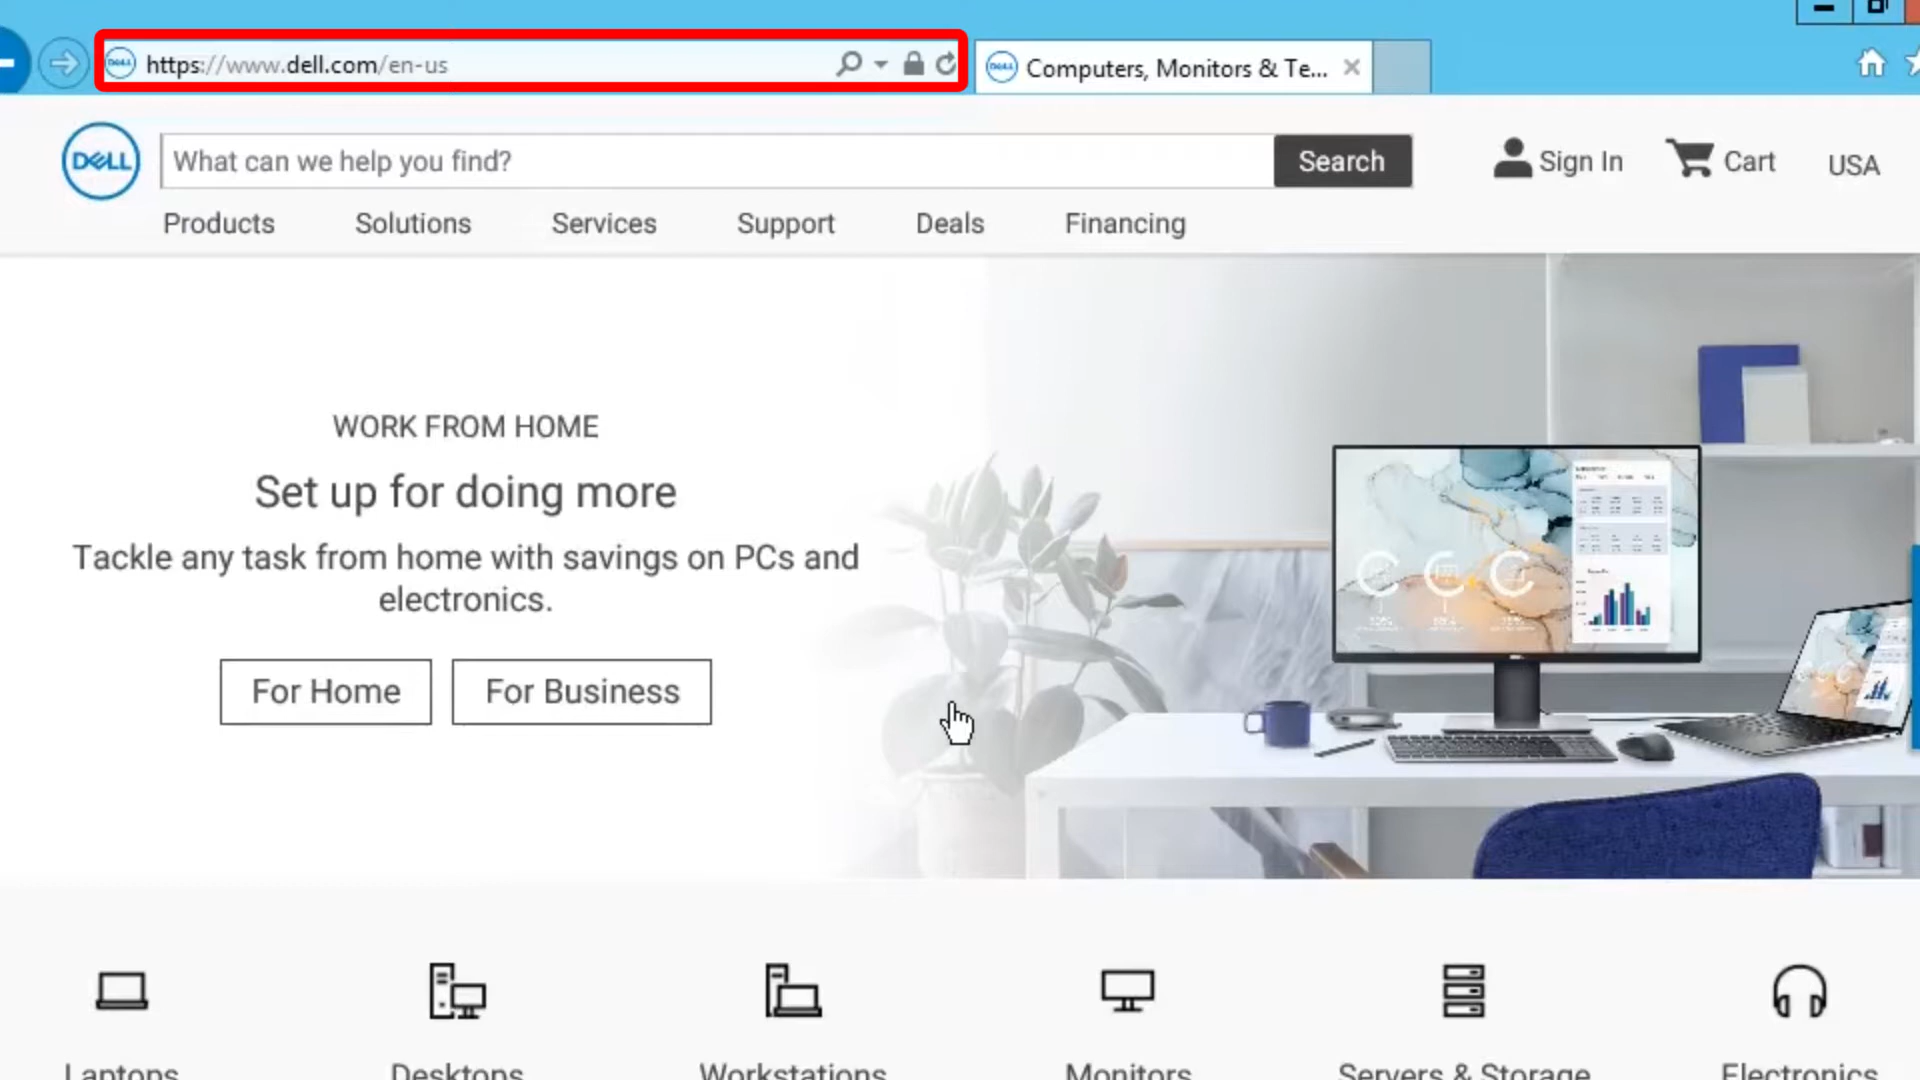 https://www.dell.com/en-us
Computers, Monitors & Te...
DELL
What can we help you find?
Search
Sign In
Cart
USA
Products
Solutions
Services
Support
Deals
Financing
WORK FROM HOME
Set up for doing more
Tackle any task from home with savings on PCs and
electronics.
For Home
For Business
Laptops
Desktops
Workstations
Monitors
Servers & Storage
Electronics